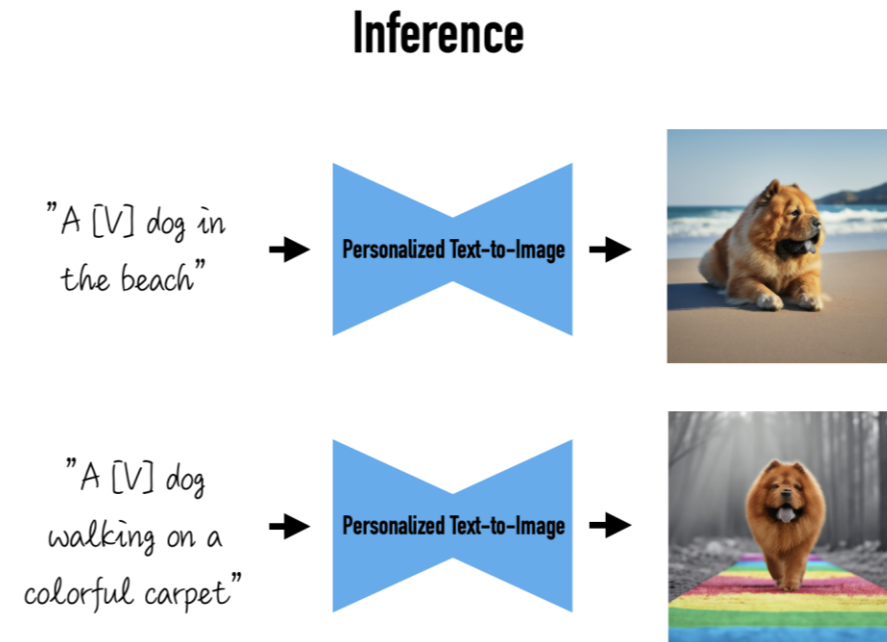 Inference
"A [V] dog in
the beach"
Personalized Text-to-Image
"A [V] dog
walking on a
colorful carpet"
Personalized Text-to-Image